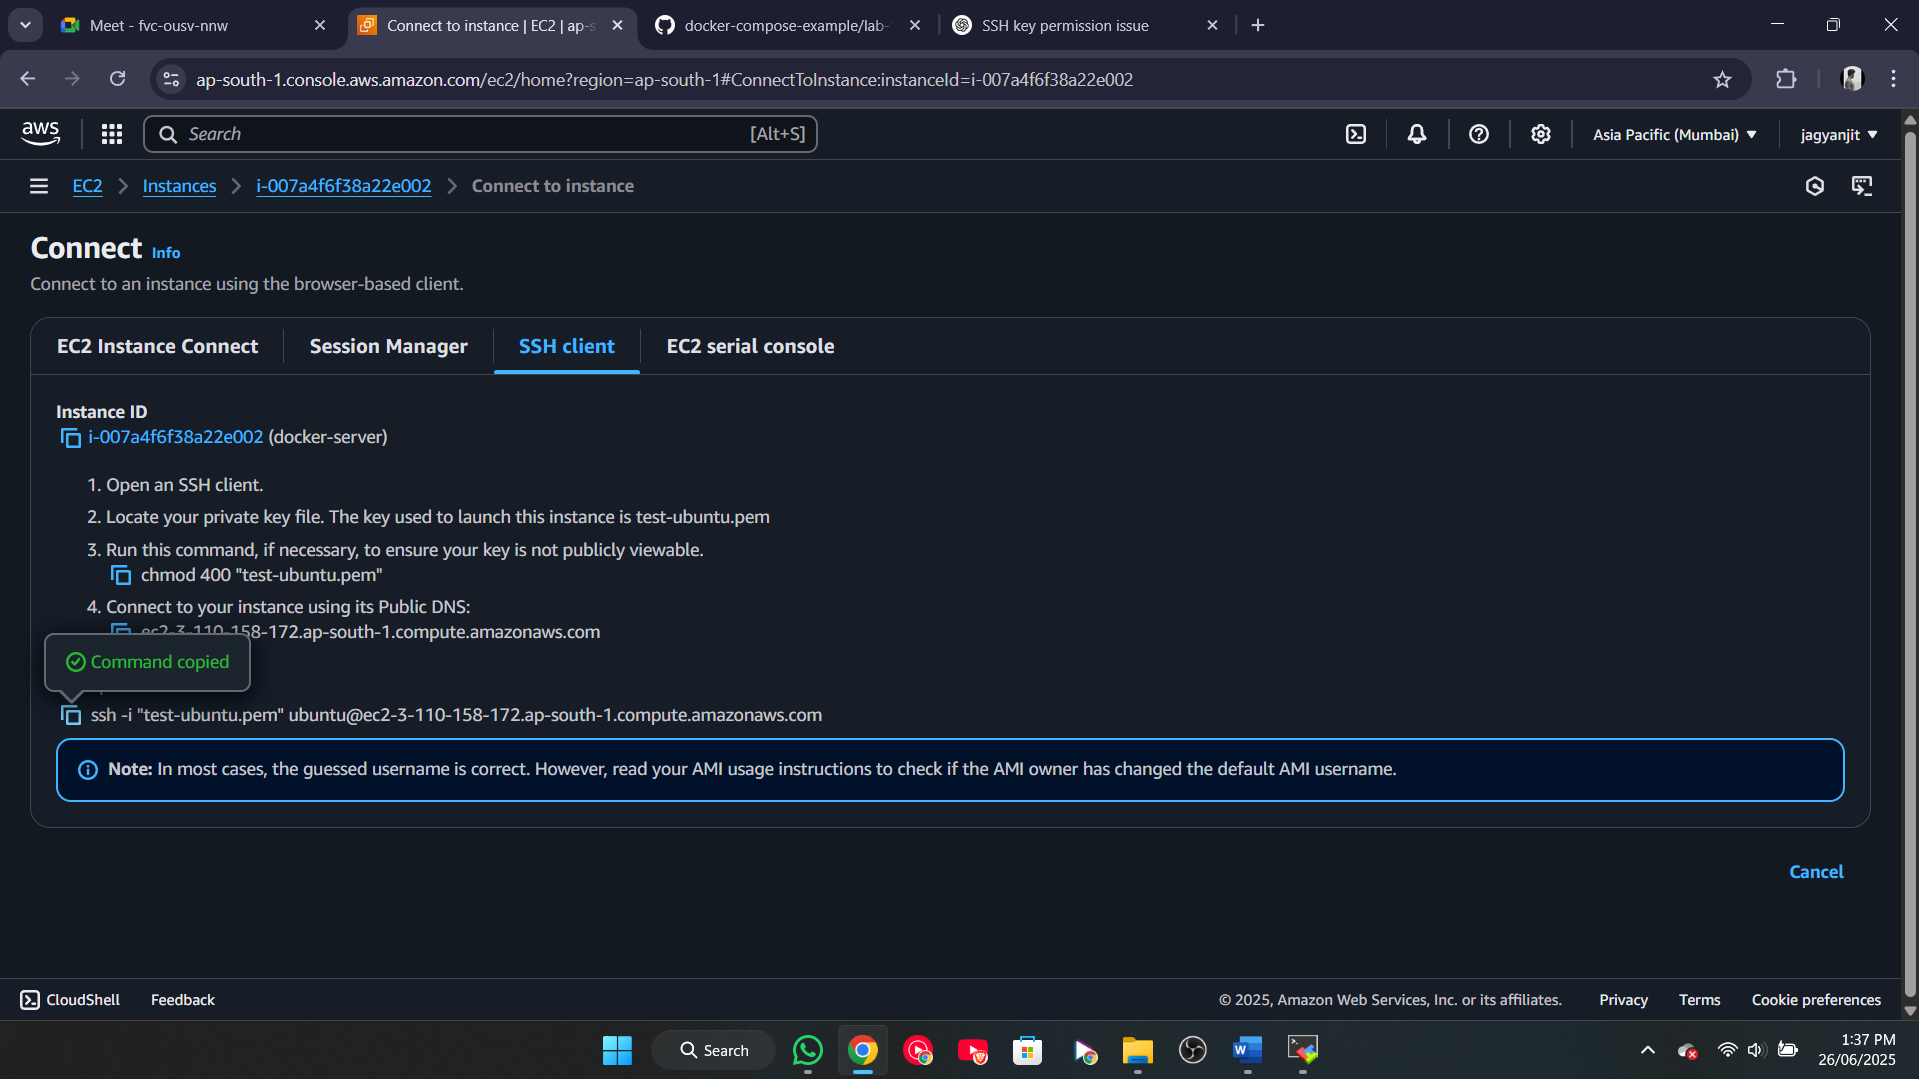 Meet - fvc-ousv-nnw
Connect to instance | EC2 | ap-s
docker-compose-example/lab-
SSH key permission issue
ap-south-1.console.aws.amazon.com/ec2/home?region=ap-south-1#ConnectToInstance:instanceId=i-007a4f6f38a22e002
aws
Search [Alt+S]
Asia Pacific (Mumbai)
jagyanjit
EC2 Instances i-007a4f6f38a22e002 Connect to instance
Connect Info
Connect to an instance using the browser-based client.
EC2 Instance Connect Session Manager SSH client EC2 serial console
Instance ID
i-007a4f6f38a22e002 (docker-server)
1. Open an SSH client.
2. Locate your private key file. The key used to launch this instance is test-ubuntu.pem
3. Run this command, if necessary, to ensure your key is not publicly viewable.
chmod 400 "test-ubuntu.pem"
4. Connect to your instance using its Public DNS:
ec2-3-110-158-172.ap-south-1.compute.amazonaws.com
Command copied
ssh -i "test-ubuntu.pem" ubuntu@ec2-3-110-158-172.ap-south-1.compute.amazonaws.com
Note: In most cases, the guessed username is correct. However, read your AMI usage instructions to check if the AMI owner has changed the default AMI username.
Cancel
CloudShell Feedback © 2025, Amazon Web Services, Inc. or its affiliates. Privacy Terms Cookie preferences
Search
1:37 PM
26/06/2025